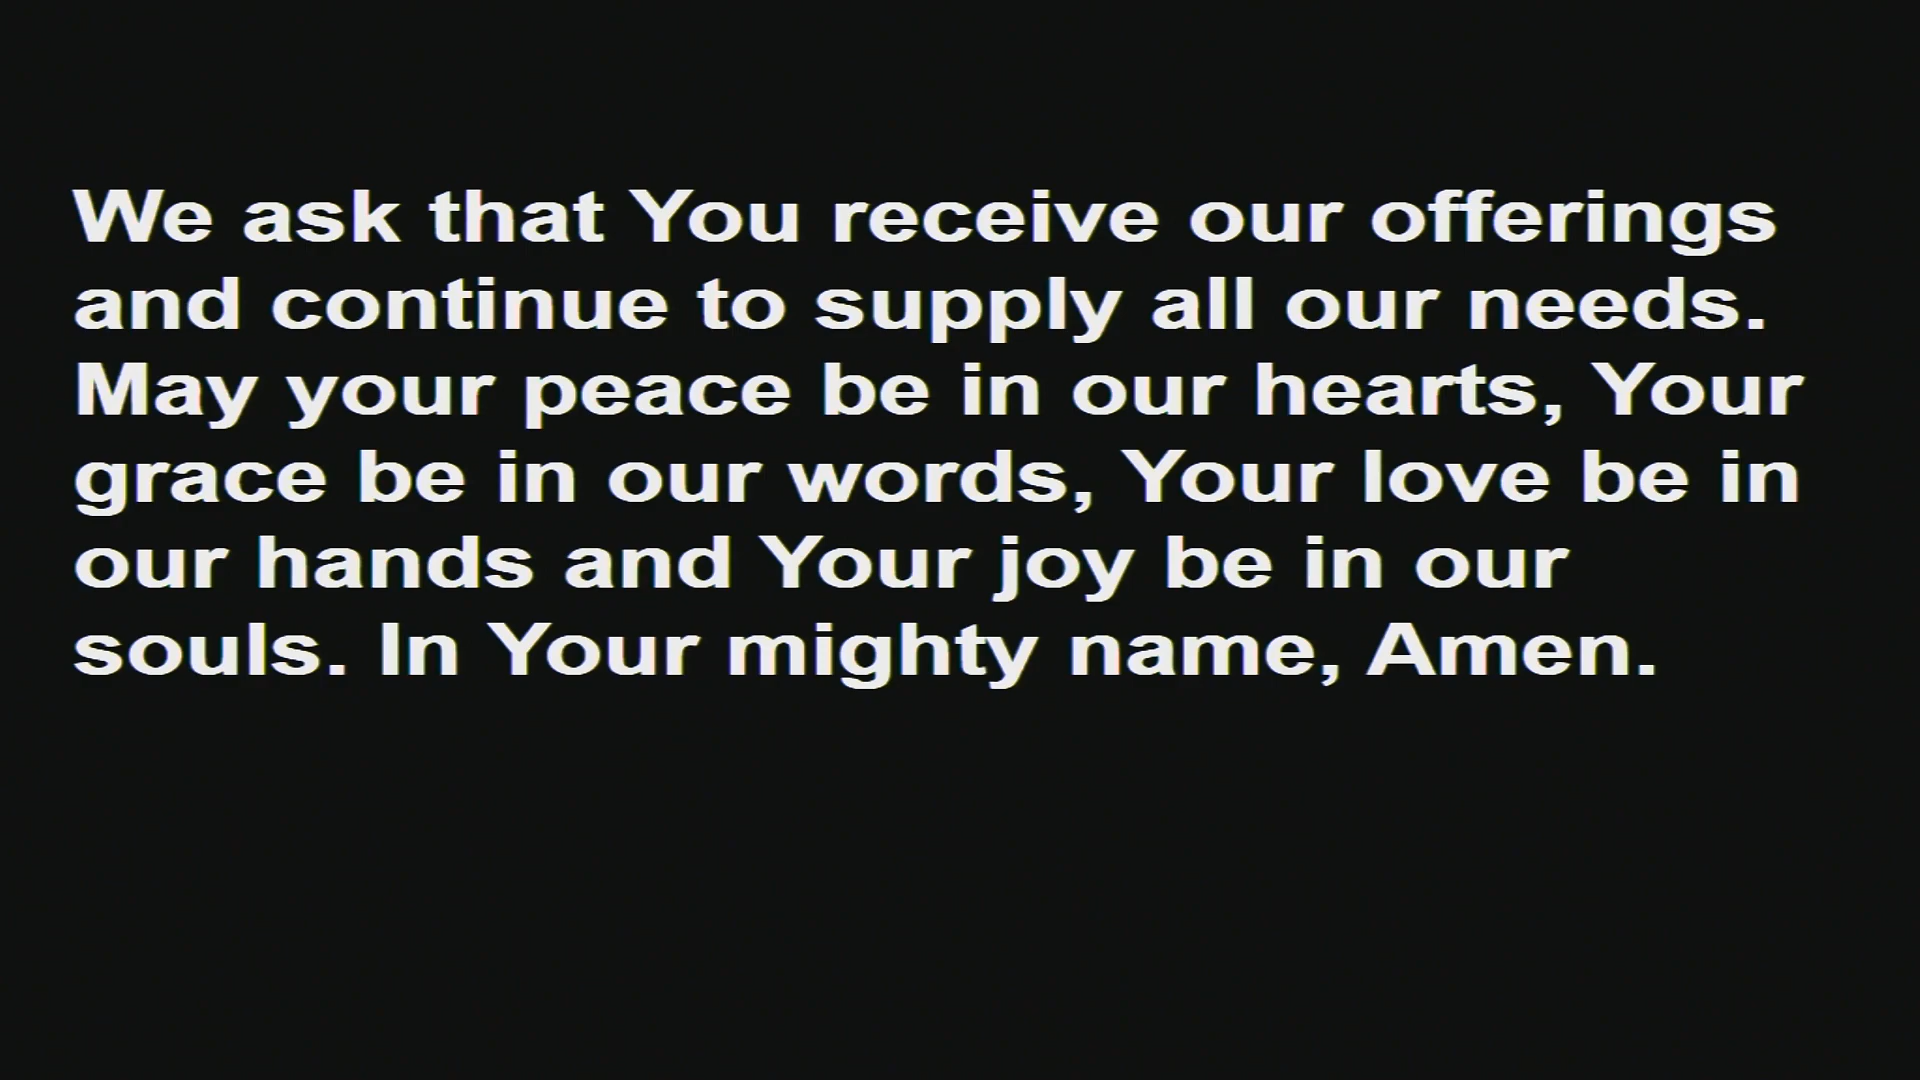 We ask that You receive our offerings
and continue to supply all our needs.
May your peace be in our hearts, Your
grace be in our words, Your love be in
our hands and Your joy be in our
souls. In Your mighty name, Amen.